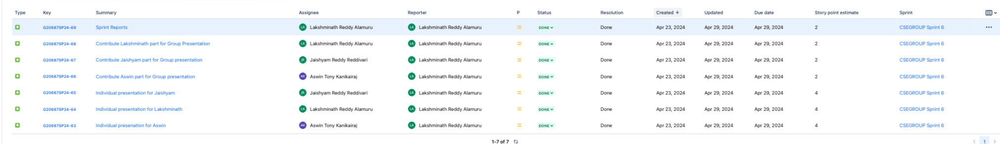 Type Key Summary Assignee Reporter P Status Resolution Created ↓ Updated Due date Story point estimate Sprint
G20687SP24-69 Sprint Reports LA Lakshminath Reddy Alamuru LA Lakshminath Reddy Alamuru DONE Done Apr 23, 2024 Apr 29, 2024 Apr 29, 2024 2 CSEGROUP Sprint 6
G20687SP24-68 Contribute Lakshminath part for Group Presentation LA Lakshminath Reddy Alamuru LA Lakshminath Reddy Alamuru DONE Done Apr 23, 2024 Apr 29, 2024 Apr 29, 2024 2 CSEGROUP Sprint 6
G20687SP24-67 Contribute Jaishyam part for Group presentation JR Jaishyam Reddy Reddivari LA Lakshminath Reddy Alamuru DONE Done Apr 23, 2024 Apr 29, 2024 Apr 29, 2024 2 CSEGROUP Sprint 6
G20687SP24-66 Contribute Aswin part for Group presentation AK Aswin Tony Kanikairaj LA Lakshminath Reddy Alamuru DONE Done Apr 23, 2024 Apr 29, 2024 Apr 29, 2024 2 CSEGROUP Sprint 6
G20687SP24-65 Individual presentation for Jaishyam JR Jaishyam Reddy Reddivari LA Lakshminath Reddy Alamuru DONE Done Apr 23, 2024 Apr 29, 2024 Apr 29, 2024 4 CSEGROUP Sprint 6
G20687SP24-64 Individual presentation for Lakshminath LA Lakshminath Reddy Alamuru LA Lakshminath Reddy Alamuru DONE Done Apr 23, 2024 Apr 29, 2024 Apr 29, 2024 4 CSEGROUP Sprint 6
G20687SP24-63 Individual presenation for Aswin AK Aswin Tony Kanikairaj LA Lakshminath Reddy Alamuru DONE Done Apr 23, 2024 Apr 29, 2024 Apr 29, 2024 4 CSEGROUP Sprint 6
1-7 of 7 1